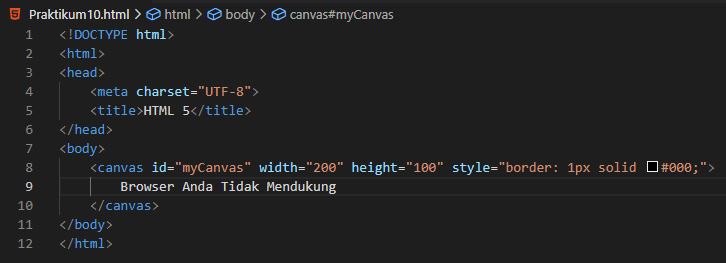 Praktikum10.html > html > body > canvas#myCanvas
1 <!DOCTYPE html>
2 <html>
3 <head>
4 <meta charset="UTF-8">
5 <title>HTML 5</title>
6 </head>
7 <body>
8 <canvas id="myCanvas" width="200" height="100" style="border: 1px solid #000;">
9 Browser Anda Tidak Mendukung
10 </canvas>
11 </body>
12 </html>